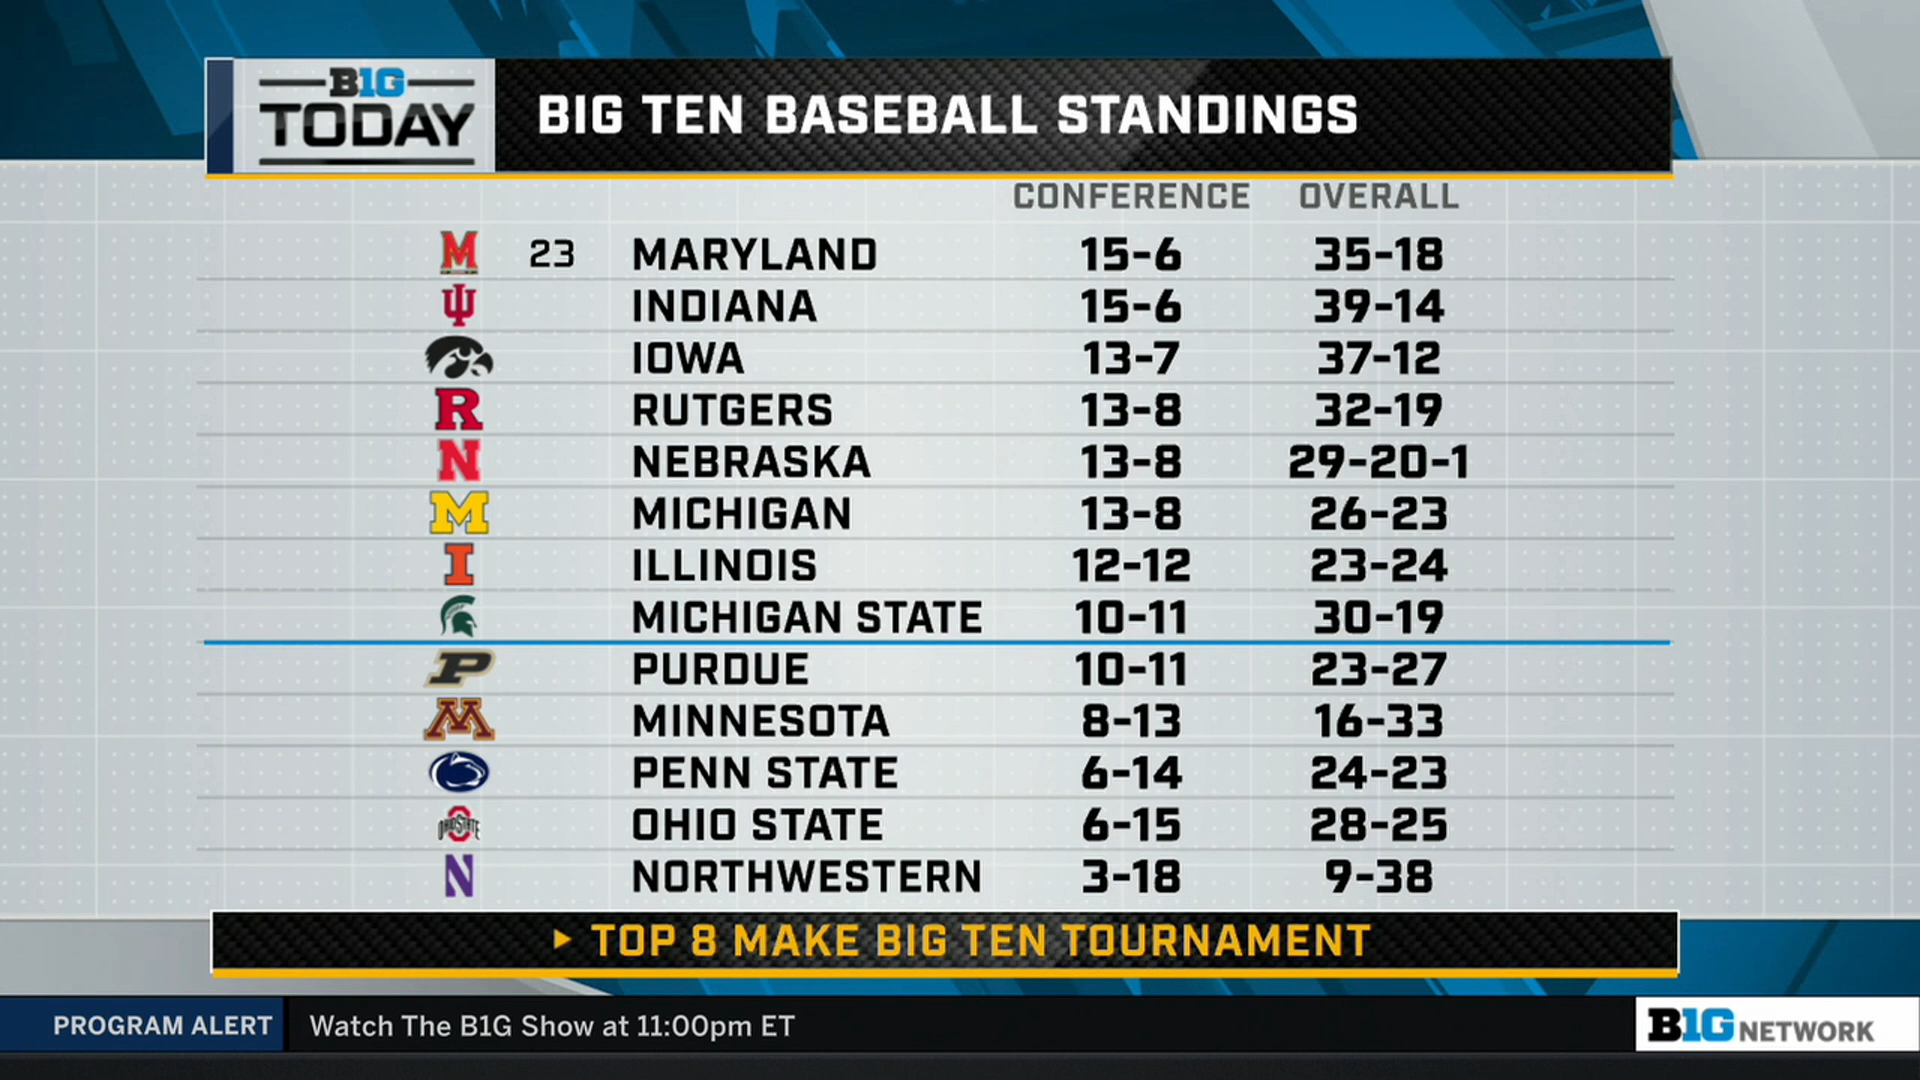 B1G
TODAY
BIG TEN BASEBALL STANDINGS
CONFERENCE OVERALL
M 23 MARYLAND 15-6 35-18
INDIANA 15-6 39-14
IOWA 13-7 37-12
R RUTGERS 13-8 32-19
N NEBRASKA 13-8 29-20-1
M MICHIGAN 13-8 26-23
I ILLINOIS 12-12 23-24
MICHIGAN STATE 10-11 30-19
P PURDUE 10-11 23-27
M MINNESOTA 8-13 16-33
PENN STATE 6-14 24-23
OHIO STATE OHIO STATE 6-15 28-25
N NORTHWESTERN 3-18 9-38
TOP 8 MAKE BIG TEN TOURNAMENT
PROGRAM ALERT Watch The B1G Show at 11:00pm ET B1G NETWORK